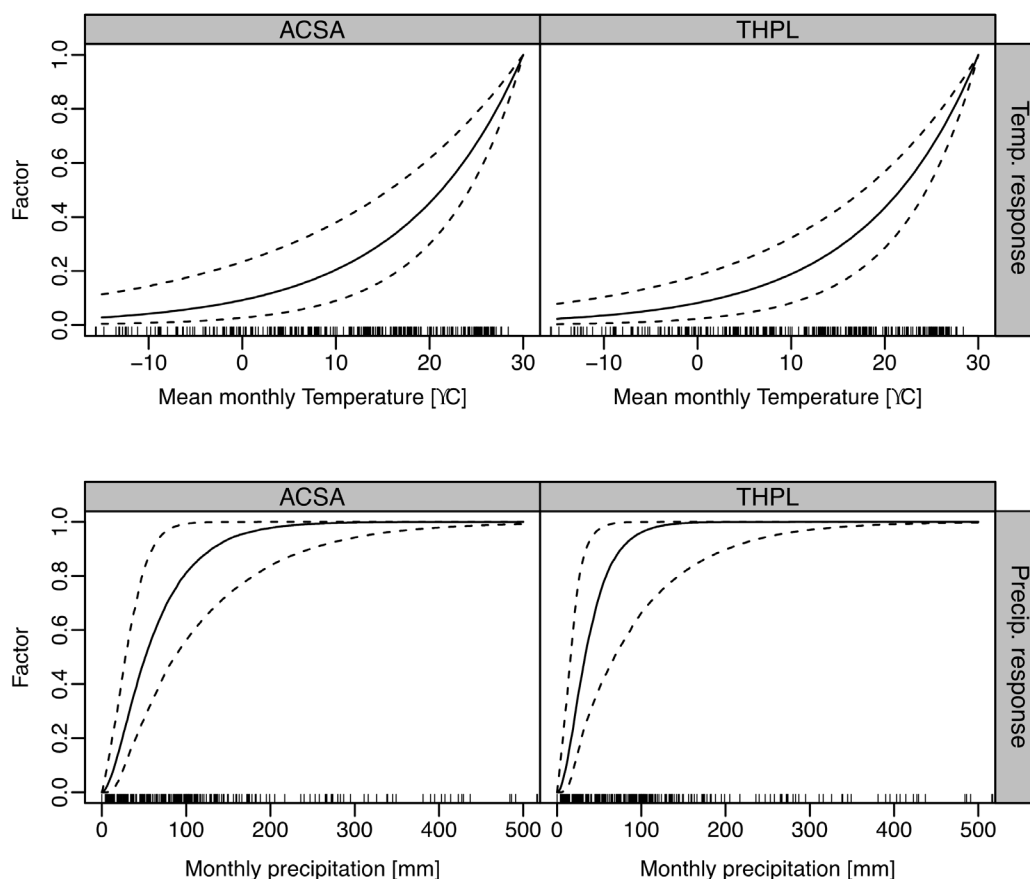 ACSA THPL
1.0
0.8
0.6
0.4
0.2
0.0
Factor
Temp. response
−10 0 10 20 30 −10 0 10 20 30
Mean monthly Temperature [ϒC] Mean monthly Temperature [ϒC]
ACSA THPL
1.0
0.8
0.6
0.4
0.2
0.0
Factor
Precip. response
0 100 200 300 400 500 0 100 200 300 400 500
Monthly precipitation [mm] Monthly precipitation [mm]